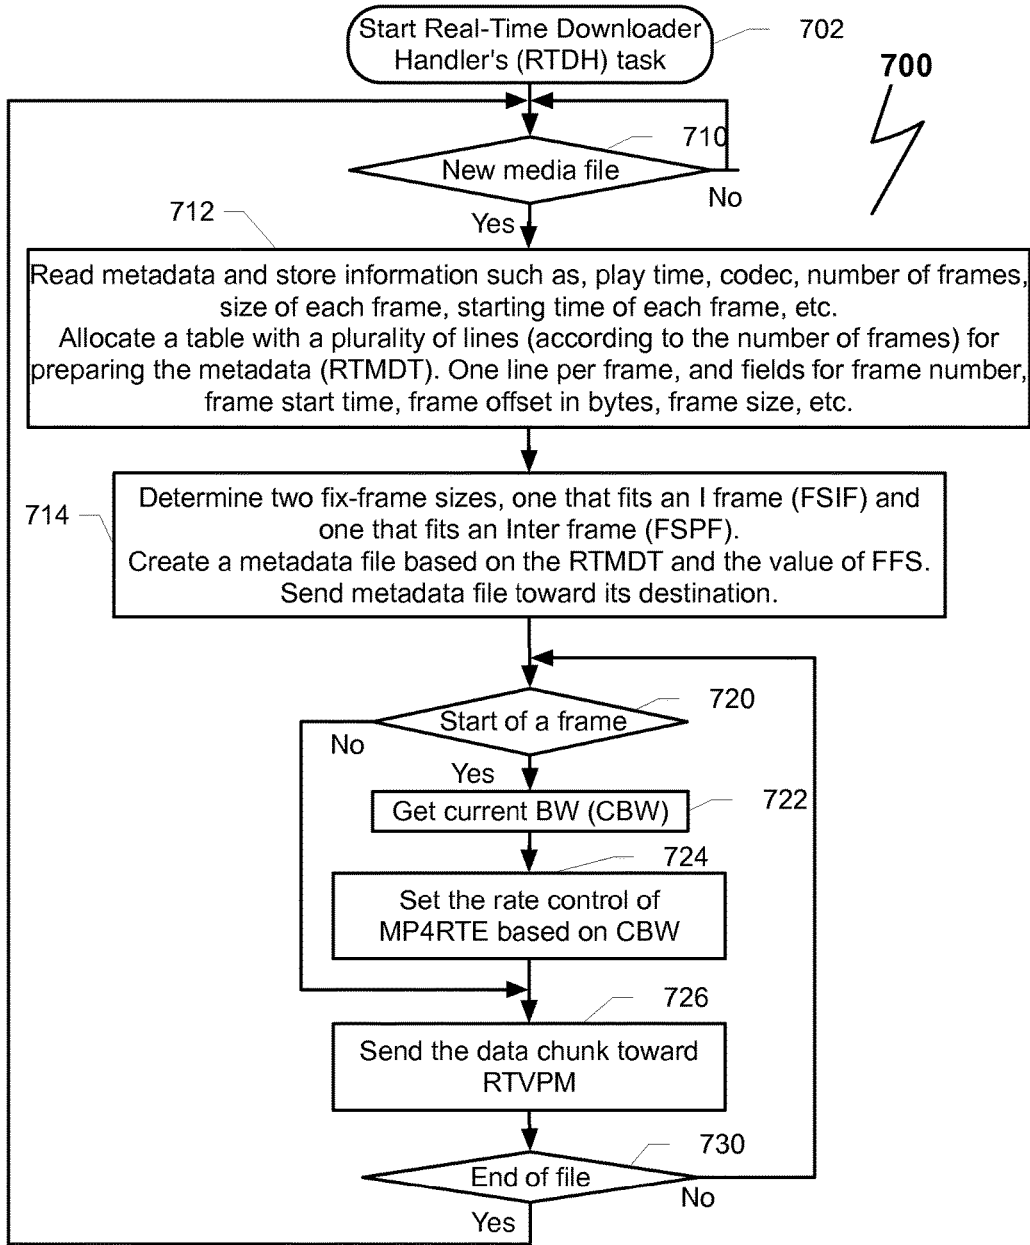 Start Real-Time Downloader
Handler's (RTDH) task
702
700
710
New media file
No
Yes
712
Read metadata and store information such as, play time, codec, number of frames,
size of each frame, starting time of each frame, etc.
Allocate a table with a plurality of lines (according to the number of frames) for
preparing the metadata (RTMDT). One line per frame, and fields for frame number,
frame start time, frame offset in bytes, frame size, etc.
714
Determine two fix-frame sizes, one that fits an I frame (FSIF) and
one that fits an Inter frame (FSPF).
Create a metadata file based on the RTMDT and the value of FFS.
Send metadata file toward its destination.
720
Start of a frame
No
Yes
Get current BW (CBW)
722
724
Set the rate control of
MP4RTE based on CBW
726
Send the data chunk toward
RTVPM
730
End of file
No
Yes